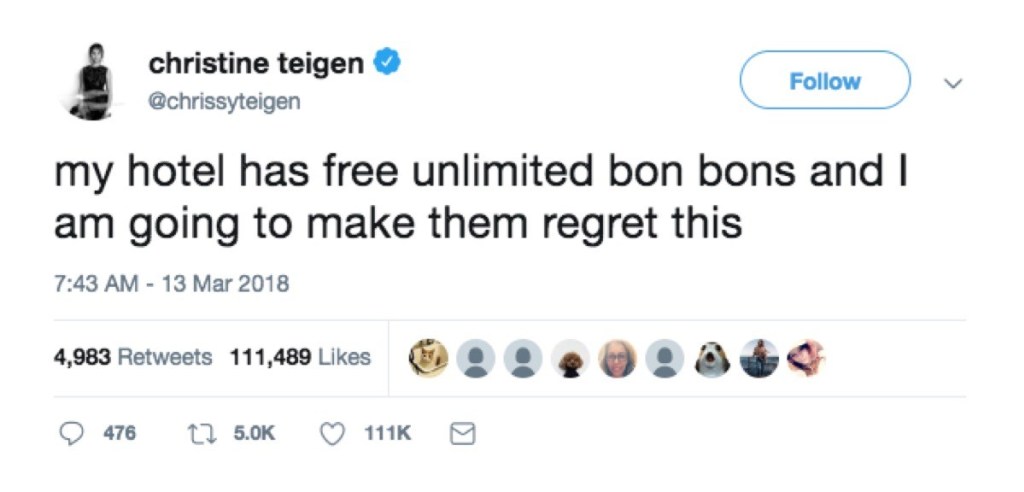 christine teigen
@chrissyteigen
Follow
my hotel has free unlimited bon bons and I
am going to make them regret this
7:43 AM - 13 Mar 2018
4,983 Retweets 111,489 Likes
476 5.0K 111K